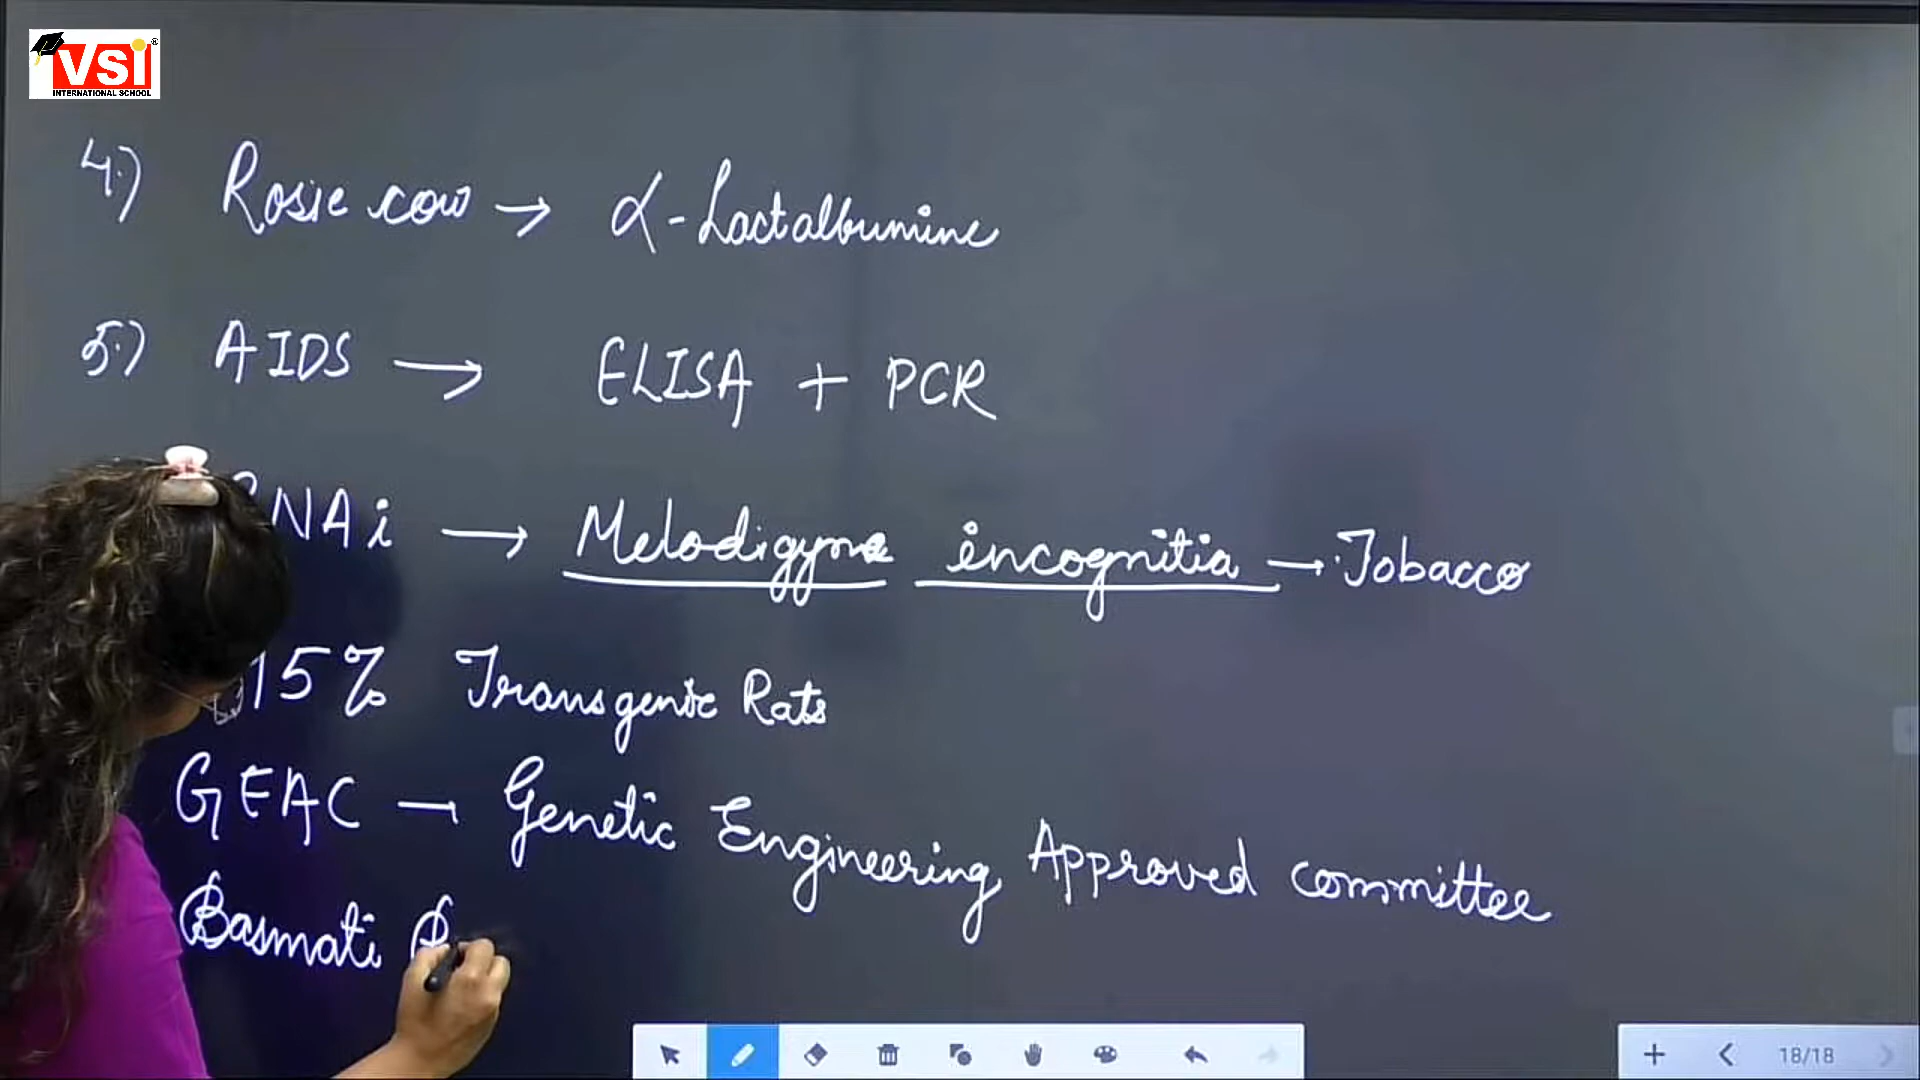 VSI
INTERNATIONAL SCHOOL
4.) Rosie cow → α-Lactalbumine
5.) AIDS → ELISA + PCR
RNAi → Melodigyne incognitia → Tobacco
15% Transgenic Rats
GEAC → Genetic Engineering Approved committee
Basmati
18/18